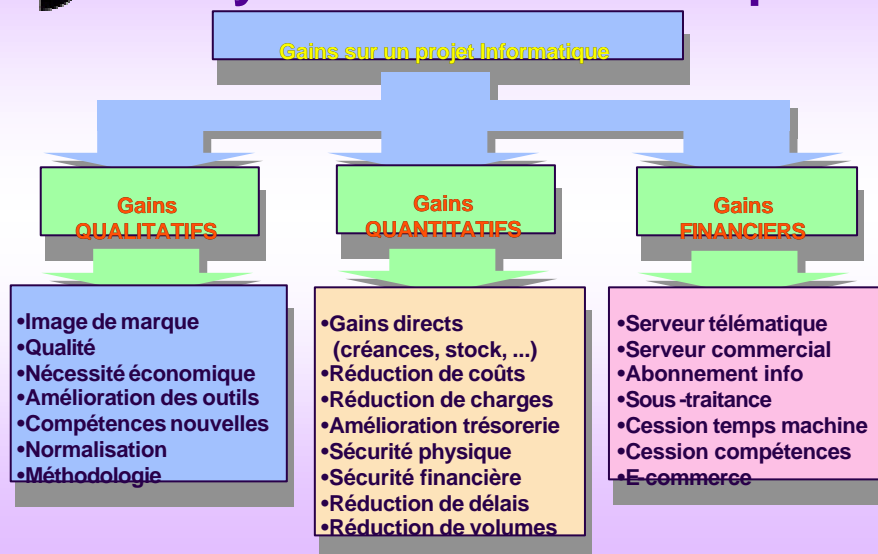 Gains sur un projet Informatique
Gains
QUALITATIFS
Gains
QUANTITATIFS
Gains
FINANCIERS
•Image de marque
•Qualité
•Nécessité économique
•Amélioration des outils
•Compétences nouvelles
•Normalisation
•Méthodologie
•Gains directs
(créances, stock, ...)
•Réduction de coûts
•Réduction de charges
•Amélioration trésorerie
•Sécurité physique
•Sécurité financière
•Réduction de délais
•Réduction de volumes
•Serveur télématique
•Serveur commercial
•Abonnement info
•Sous-traitance
•Cession temps machine
•Cession compétences
•E-commerce